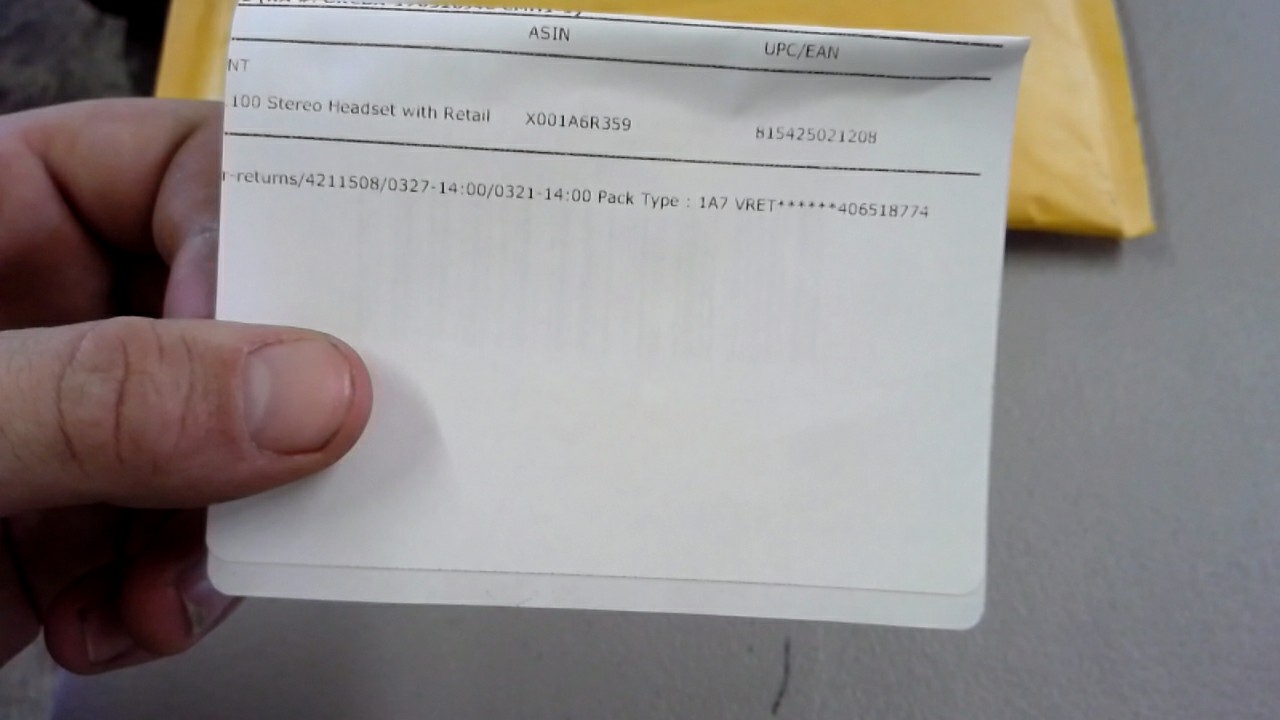 ASIN UPC/EAN
NT
100 Stereo Headset with Retail X001A6R359 815425021208
r-returns/4211508/0327-14:00/0321-14:00 Pack Type : 1A7 VRET******406518774